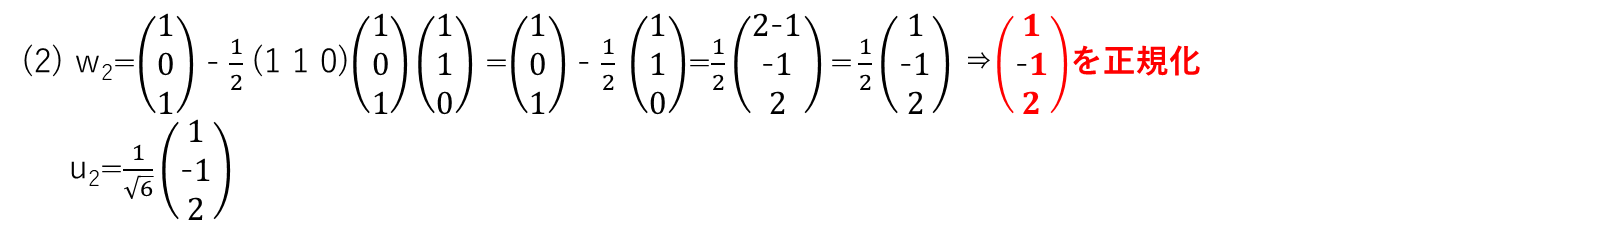 (2) w₂=(1 0 1) - 1/2 (1 1 0)(1 0 1)(1 1 0) =(1 0 1) - 1/2 (1 1 0)=1/2(2-1 -1 2) =1/2(1 -1 2) ⇒(1 -1 2)を正規化
u₂=1/√6(1 -1 2)